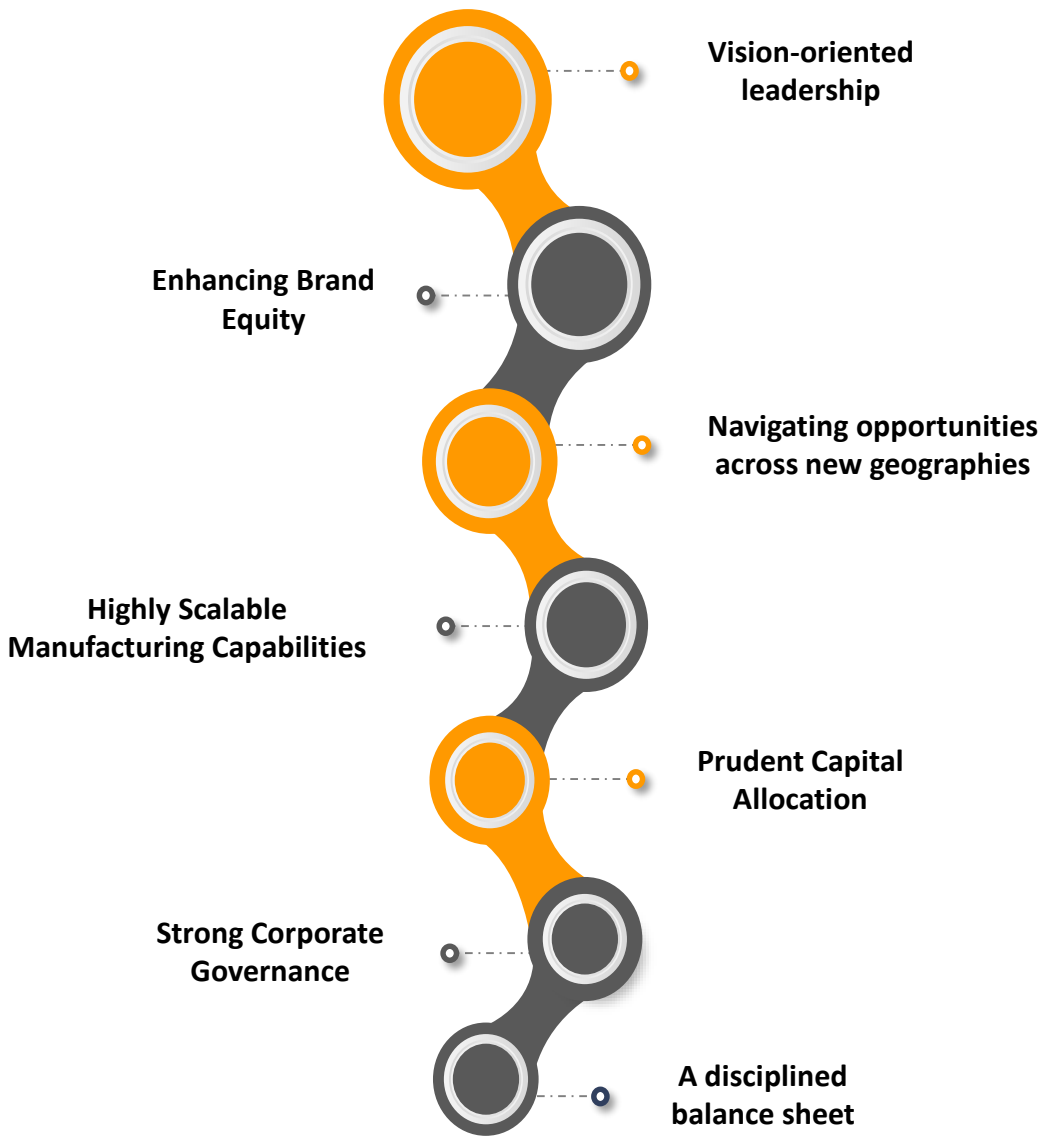 Vision-oriented
leadership
Enhancing Brand
Equity
Navigating opportunities
across new geographies
Highly Scalable
Manufacturing Capabilities
Prudent Capital
Allocation
Strong Corporate
Governance
A disciplined
balance sheet